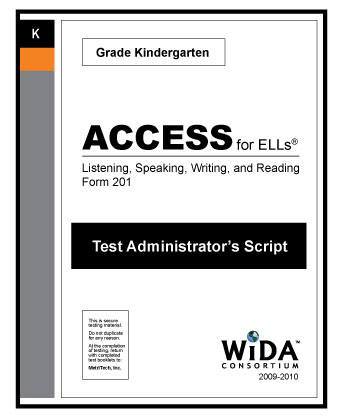 K
Grade Kindergarten
ACCESS for ELLs®
Listening, Speaking, Writing, and Reading
Form 201
Test Administrator's Script
This is secure
testing material.
Do not duplicate
for any reason.
At the completion
of testing, return
with completed
test booklets to:
MetriTech, Inc.
WIDA™
CONSORTIUM
2009-2010